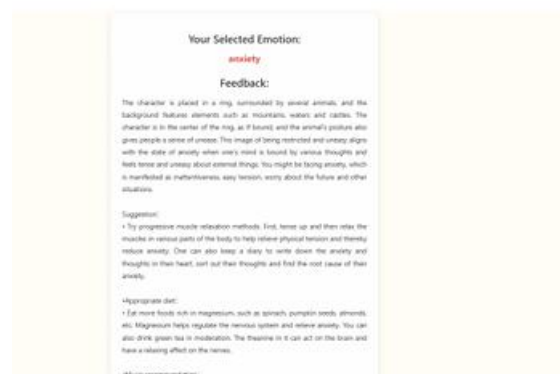 Your Selected Emotion:
anxiety
Feedback:
The character is placed in a ring, surrounded by several animals, and the
background features elements such as mountains, waters and castles. The
character is in the center of the ring, as if bound, and the animal's posture also
gives people a sense of unease. This image of being restricted and uneasy aligns
with the state of anxiety when one's mind is bound by various thoughts and
feels tense and uneasy about external things. You might be facing anxiety, which
is manifested as inattentiveness, easy tension, worry about the future and other
situations.
Suggestion:
• Try progressive muscle relaxation methods. First, tense up and then relax the
muscles in various parts of the body to help relieve physical tension and thereby
reduce anxiety. One can also keep a diary to write down the anxiety and
thoughts in their heart, sort out their thoughts and find the root cause of their
anxiety.
•Appropriate diet:
• Eat more foods rich in magnesium, such as spinach, pumpkin seeds, almonds,
etc. Magnesium helps regulate the nervous system and relieve anxiety. You can
also drink green tea in moderation. The theanine in it can act on the brain and
have a relaxing effect on the nerves.